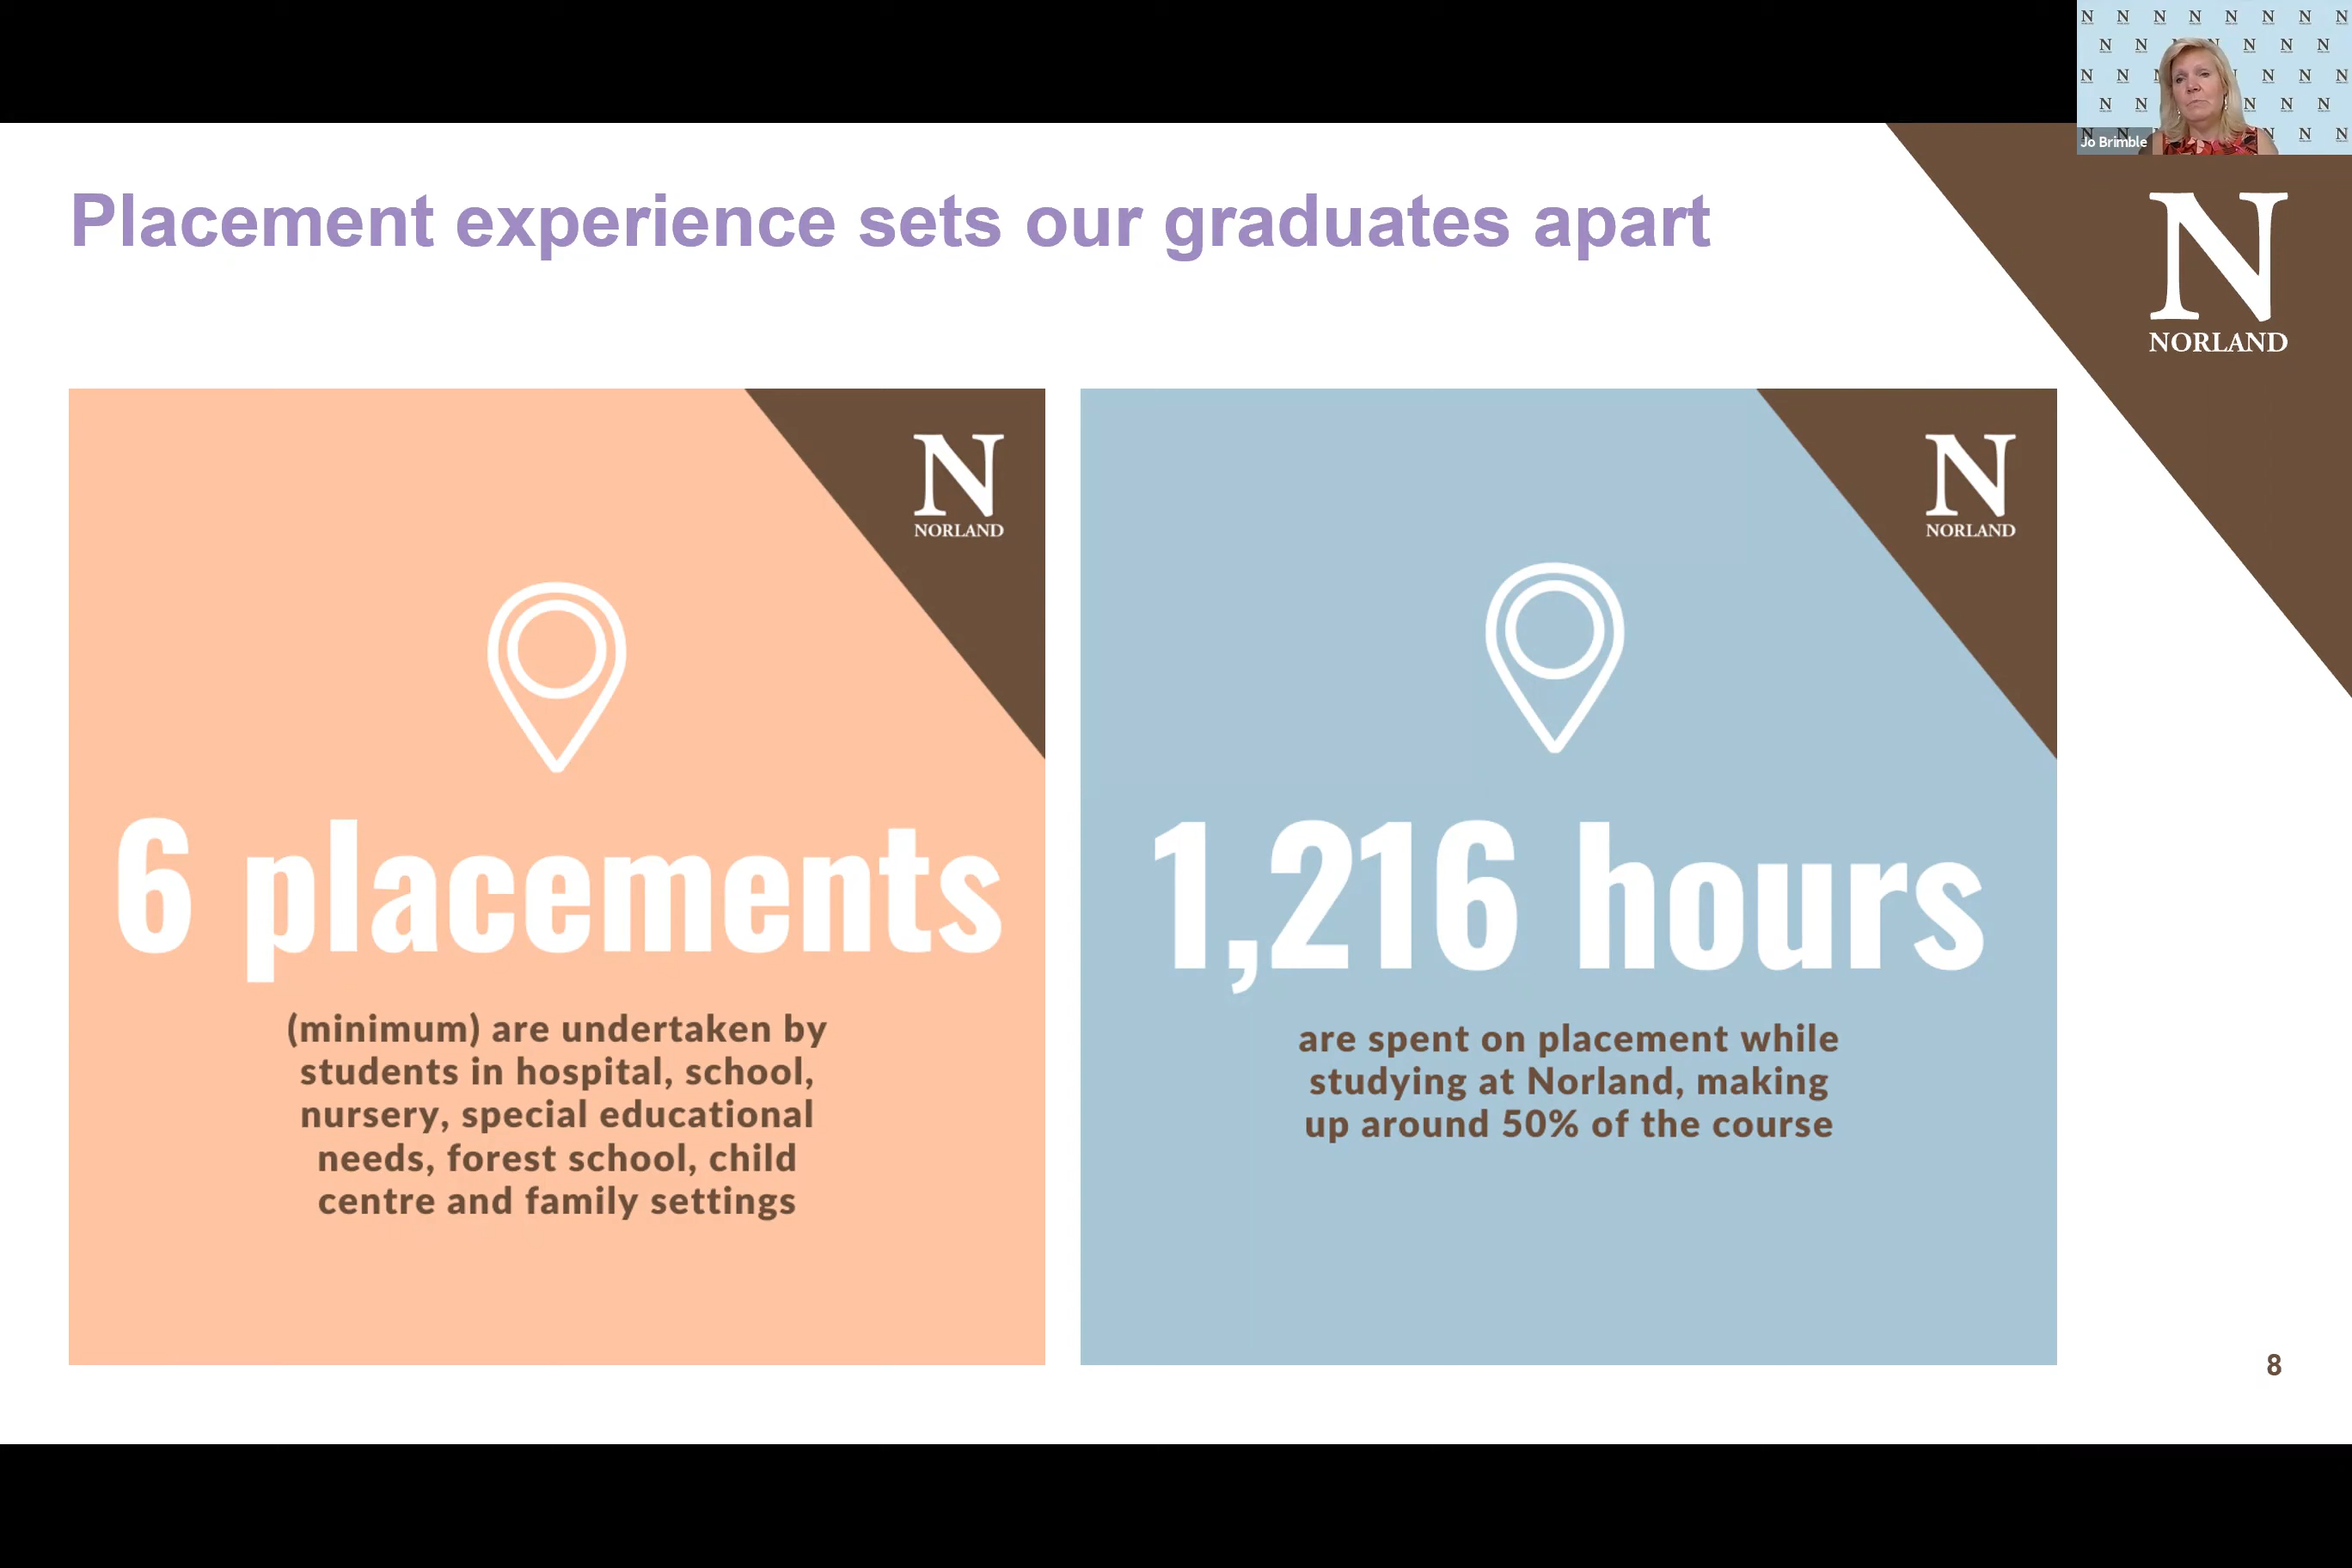 Jo Brimble
Placement experience sets our graduates apart
N
NORLAND
N
NORLAND
6 placements
(minimum) are undertaken by
students in hospital, school,
nursery, special educational
needs, forest school, child
centre and family settings
N
NORLAND
1,216 hours
are spent on placement while
studying at Norland, making
up around 50% of the course
8